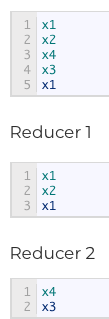 1 x1
2 x2
3 x4
4 x3
5 x1
Reducer 1
1 x1
2 x2
3 x1
Reducer 2
1 x4
2 x3